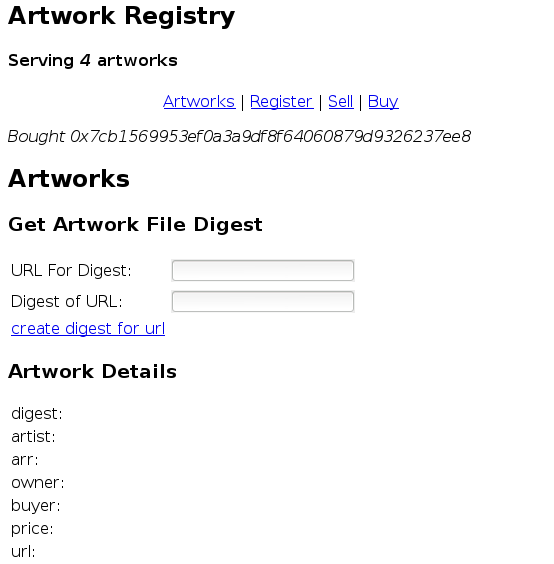 Artwork Registry
Serving 4 artworks
Artworks | Register | Sell | Buy
Bought 0x7cb1569953ef0a3a9df8f64060879d9326237ee8
Artworks
Get Artwork File Digest
URL For Digest:
Digest of URL:
create digest for url
Artwork Details
digest:
artist:
arr:
owner:
buyer:
price:
url: